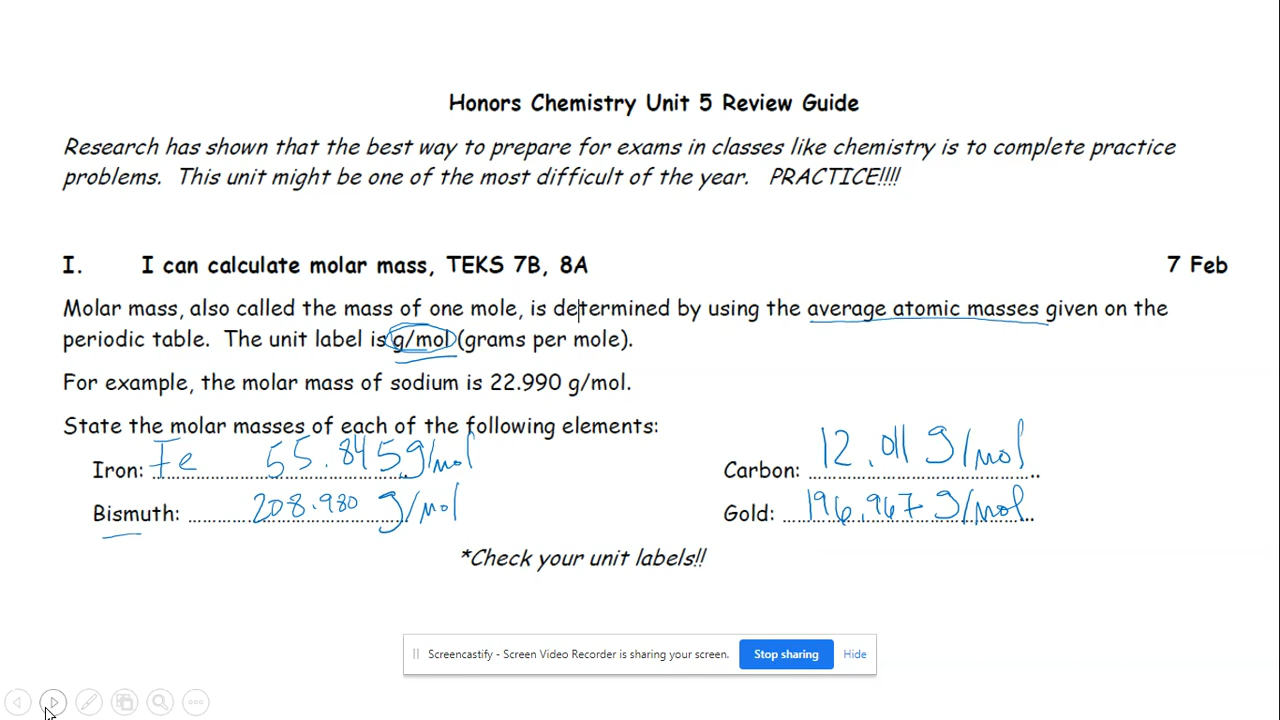 Honors Chemistry Unit 5 Review Guide
Research has shown that the best way to prepare for exams in classes like chemistry is to complete practice
problems. This unit might be one of the most difficult of the year. PRACTICE!!!!
I. I can calculate molar mass, TEKS 7B, 8A 7 Feb
Molar mass, also called the mass of one mole, is determined by using the average atomic masses given on the
periodic table. The unit label is g/mol (grams per mole).
For example, the molar mass of sodium is 22.990 g/mol.
State the molar masses of each of the following elements:
Iron: Fe 55.845 g/mol Carbon: 12.011 g/mol
Bismuth: 208.980 g/mol Gold: 196.967 g/mol
*Check your unit labels!!
Screencastify - Screen Video Recorder is sharing your screen. Stop sharing Hide